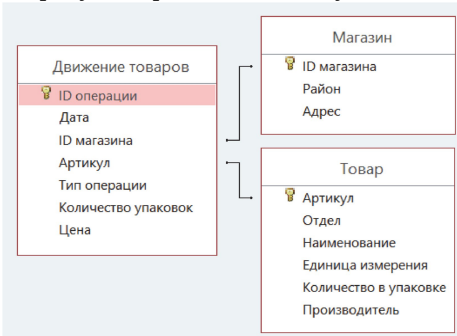 Движение товаров
ID операции
Дата
ID магазина
Артикул
Тип операции
Количество упаковок
Цена
Магазин
ID магазина
Район
Адрес
Товар
Артикул
Отдел
Наименование
Единица измерения
Количество в упаковке
Производитель